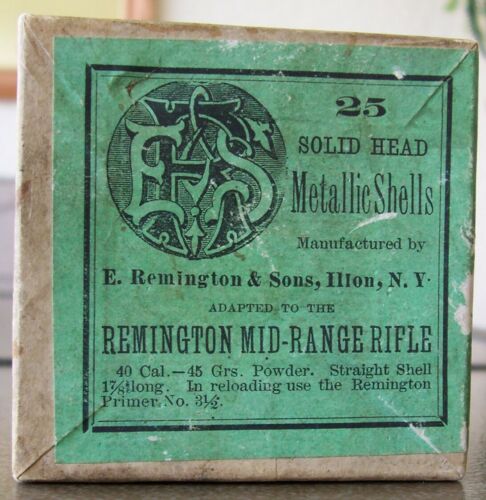 25
SOLID HEAD
Metallic Shells
Manufactured by
E. Remington & Sons, Ilion, N. Y.
ADAPTED TO THE
REMINGTON MID-RANGE RIFLE
40 Cal.—45 Grs. Powder. Straight Shell
1⅞ long. In reloading use the Remington
Primer No. 3½.